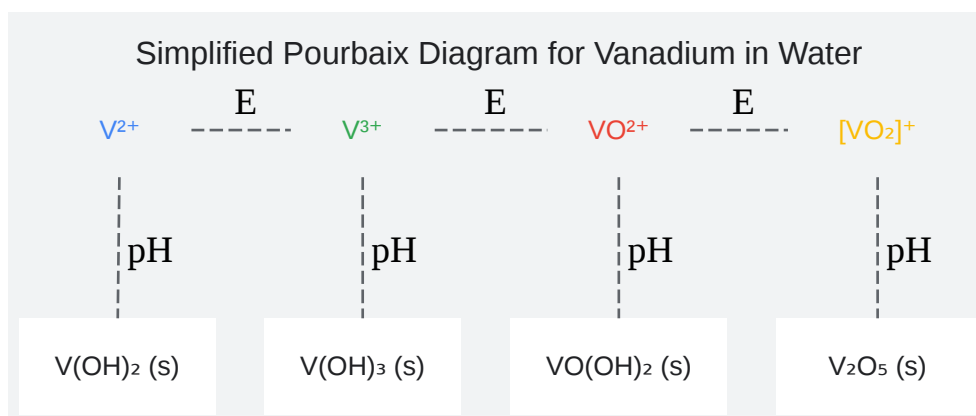 Simplified Pourbaix Diagram for Vanadium in Water
E E E
V²⁺ V³⁺ VO²⁺ [VO₂]⁺
pH pH pH pH
V(OH)₂ (s) V(OH)₃ (s) VO(OH)₂ (s) V₂O₅ (s)